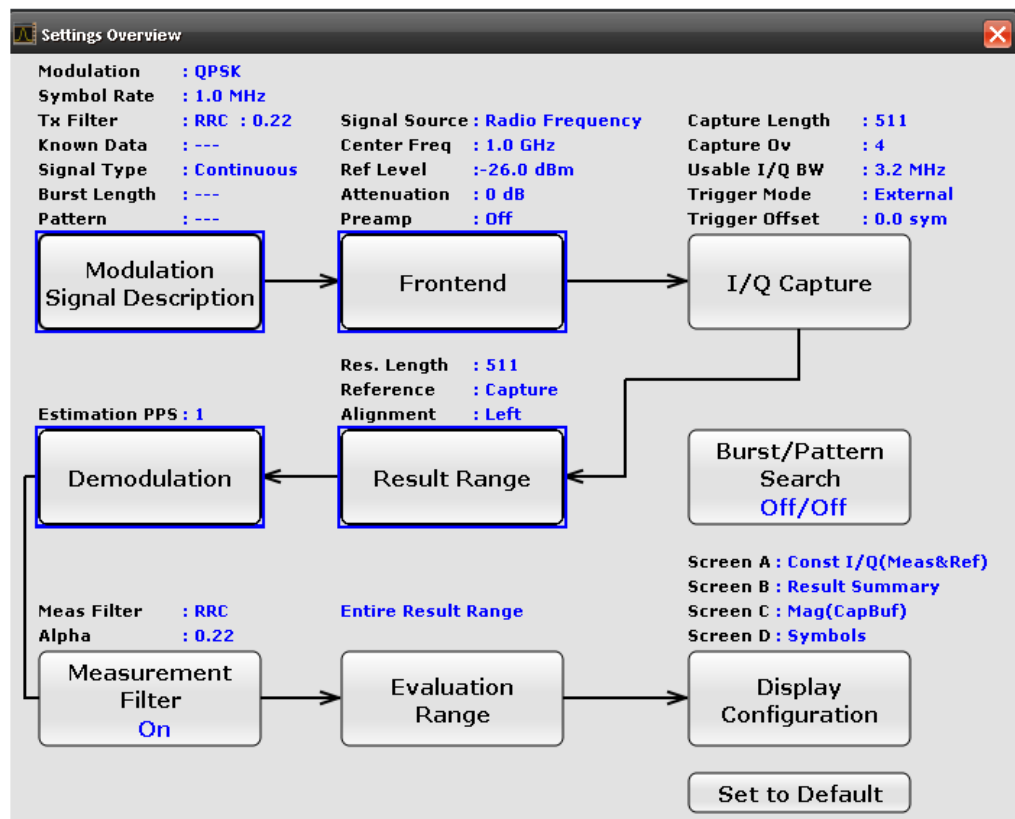 Settings Overview
Modulation : QPSK
Symbol Rate : 1.0 MHz
Tx Filter : RRC : 0.22
Known Data : ---
Signal Type : Continuous
Burst Length : ---
Pattern : ---
Modulation
Signal Description
Signal Source : Radio Frequency
Center Freq : 1.0 GHz
Ref Level :-26.0 dBm
Attenuation : 0 dB
Preamp : Off
Frontend
Capture Length : 511
Capture Ov : 4
Usable I/Q BW : 3.2 MHz
Trigger Mode : External
Trigger Offset : 0.0 sym
I/Q Capture
Estimation PPS : 1
Demodulation
Res. Length : 511
Reference : Capture
Alignment : Left
Result Range
Burst/Pattern
Search
Off/Off
Meas Filter : RRC
Alpha : 0.22
Measurement
Filter
On
Entire Result Range
Evaluation
Range
Screen A : Const I/Q(Meas&Ref)
Screen B : Result Summary
Screen C : Mag(CapBuf)
Screen D : Symbols
Display
Configuration
Set to Default